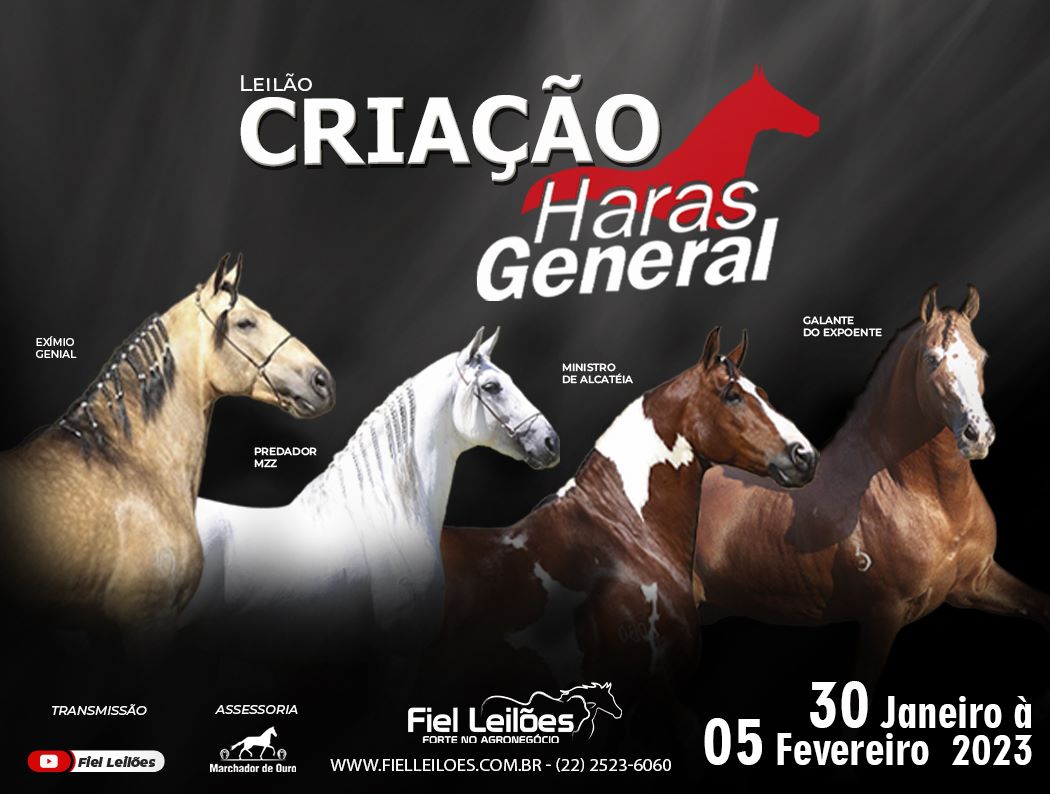 LEILÃO
CRIAÇÃO
Haras
General
EXÍMIO
GENIAL
PREDADOR
MZZ
MINISTRO
DE ALCATÉIA
GALANTE
DO EXPOENTE
TRANSMISSÃO
Fiel Leilões
ASSESSORIA
Marchador de Ouro
Fiel Leilões
FORTE NO AGRONEGÓCIO
WWW.FIELLEILOES.COM.BR - (22) 2523-6060
30 Janeiro à
05 Fevereiro 2023